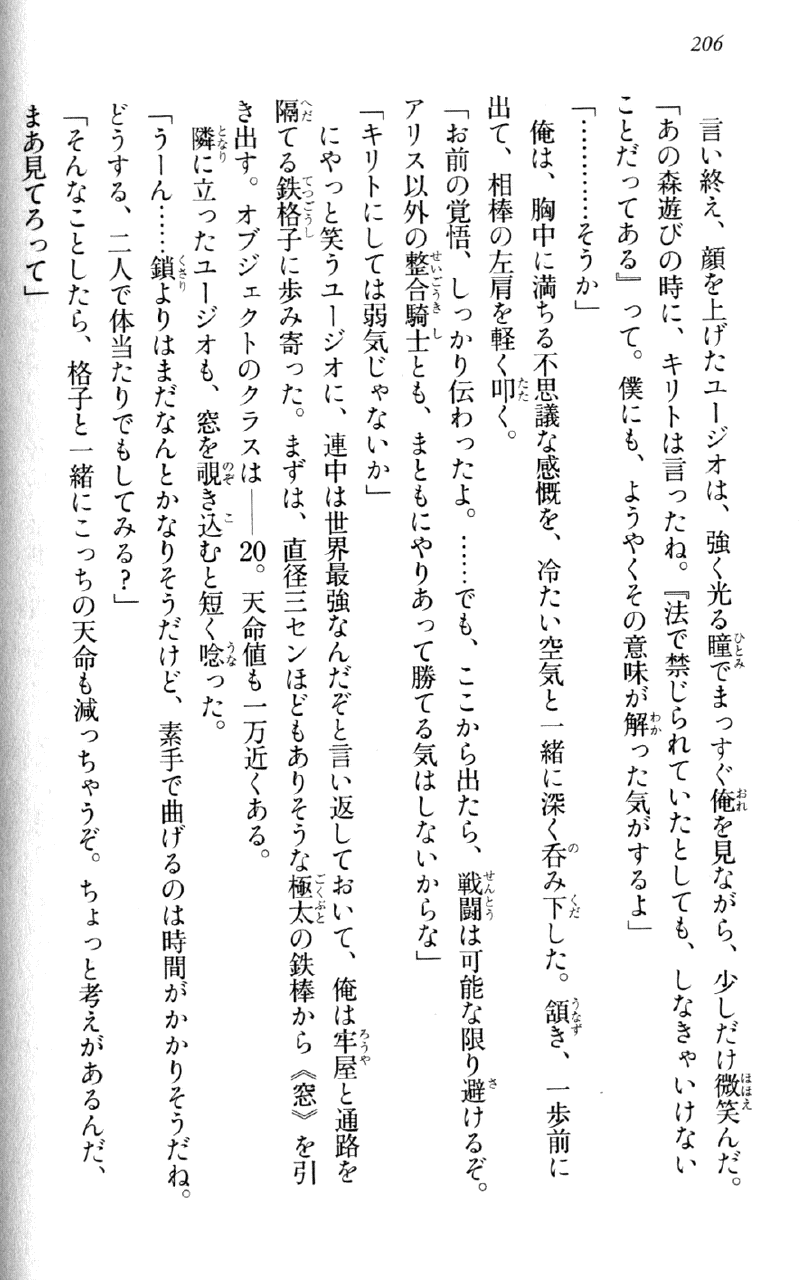 206
言い終え、顔を上げたユージオは、強く光る瞳でまっすぐ俺を見ながら、少しだけ微笑んだ。
「あの森遊びの時に、キリトは言ったね。『法で禁じられていたとしても、しなきゃいけない
ことだってある』って。僕にも、ようやくその意味が解った気がするよ」
「…………そうか」
俺は、胸中に満ちる不思議な感慨を、冷たい空気と一緒に深く呑み下した。頷き、一歩前に
出て、相棒の左肩を軽く叩く。
「お前の覚悟、しっかり伝わったよ。……でも、ここから出たら、戦闘は可能な限り避けるぞ。
アリス以外の整合騎士とも、まともにやりあって勝てる気はしないからな」
「キリトにしては弱気じゃないか」
にやっと笑うユージオに、連中は世界最強なんだぞと言い返しておいて、俺は牢屋と通路を
隔てる鉄格子に歩み寄った。まずは、直径三センほどもありそうな極太の鉄棒から《窓》を引
き出す。オブジェクトのクラスは――20。天命値も一万近くある。
隣に立ったユージオも、窓を覗き込むと短く唸った。
「うーん……鎖よりはまだなんとかなりそうだけど、素手で曲げるのは時間がかかりそうだね。
どうする、二人で体当たりでもしてみる？」
「そんなことしたら、格子と一緒にこっちの天命も減っちゃうぞ。ちょっと考えがあるんだ、
まあ見てろって」